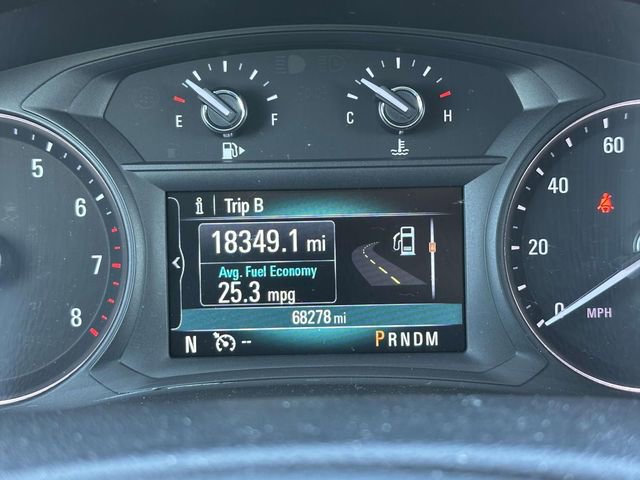 E F
C H
5
6
7
8
i Trip B
18349.1 mi
Avg. Fuel Economy
25.3 mpg
68278 mi
N -- PRNDM
60
40
20
0
MPH